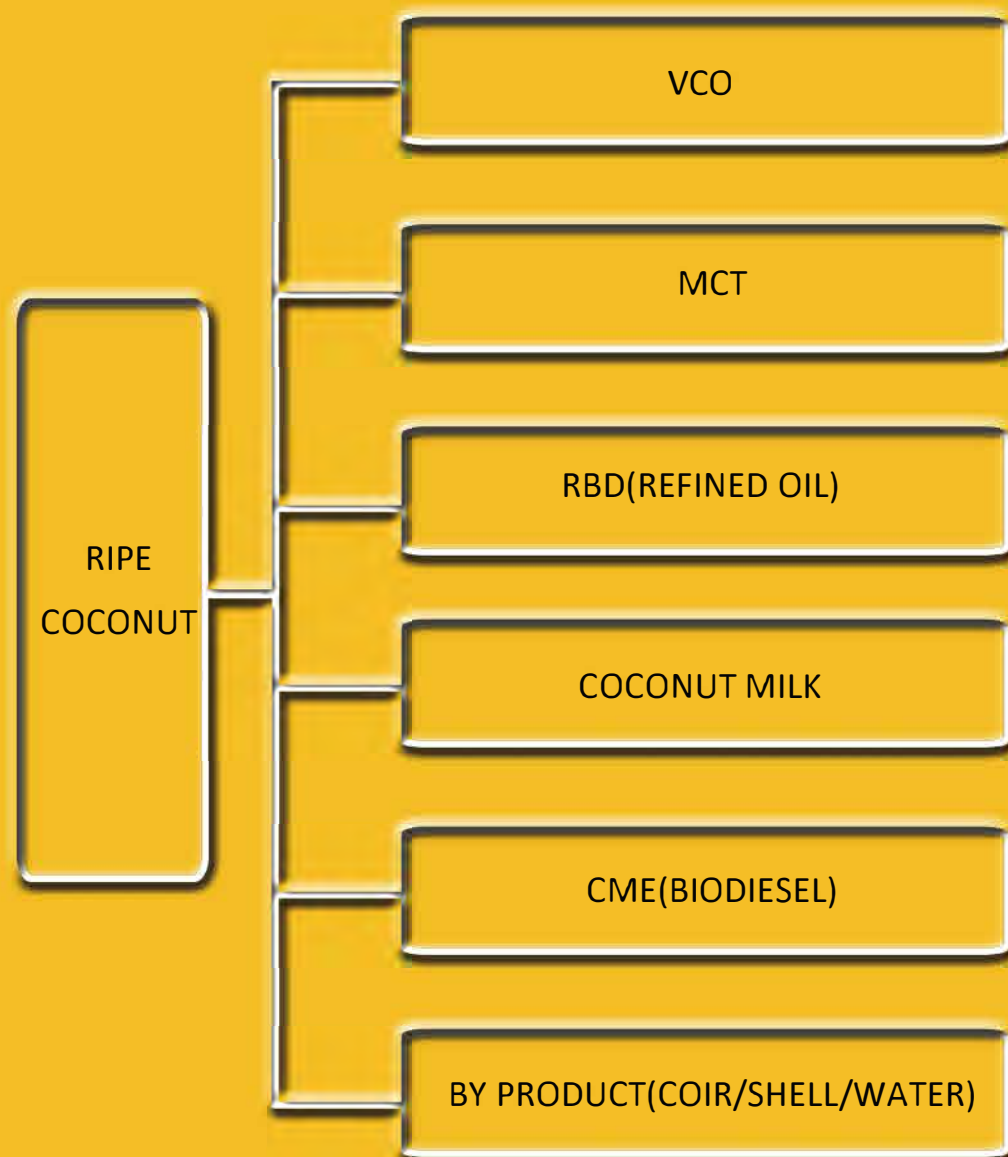 VCO
MCT
RBD(REFINED OIL)
RIPE
COCONUT
COCONUT MILK
CME(BIODIESEL)
BY PRODUCT(COIR/SHELL/WATER)